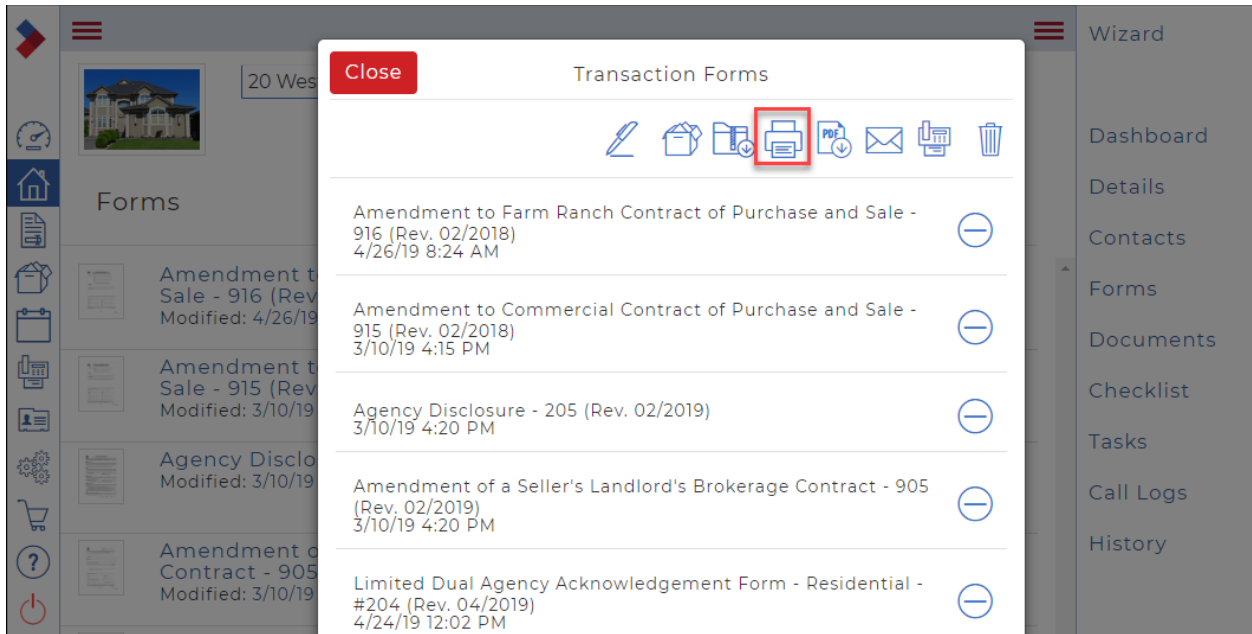 Wizard
20 Wes
Close
Transaction Forms
PDF
Dashboard
Details
Contacts
Forms
Documents
Checklist
Tasks
Call Logs
History
Forms
Amendment t
Sale - 916 (Rev
Modified: 4/26/19
Amendment t
Sale - 915 (Rev
Modified: 3/10/19
Agency Disclo
Modified: 3/10/19
Amendment o
Contract - 905
Modified: 3/10/19
Amendment to Farm Ranch Contract of Purchase and Sale -
916 (Rev. 02/2018)
4/26/19 8:24 AM
Amendment to Commercial Contract of Purchase and Sale -
915 (Rev. 02/2018)
3/10/19 4:15 PM
Agency Disclosure - 205 (Rev. 02/2019)
3/10/19 4:20 PM
Amendment of a Seller's Landlord's Brokerage Contract - 905
(Rev. 02/2019)
3/10/19 4:20 PM
Limited Dual Agency Acknowledgement Form - Residential -
#204 (Rev. 04/2019)
4/24/19 12:02 PM
?